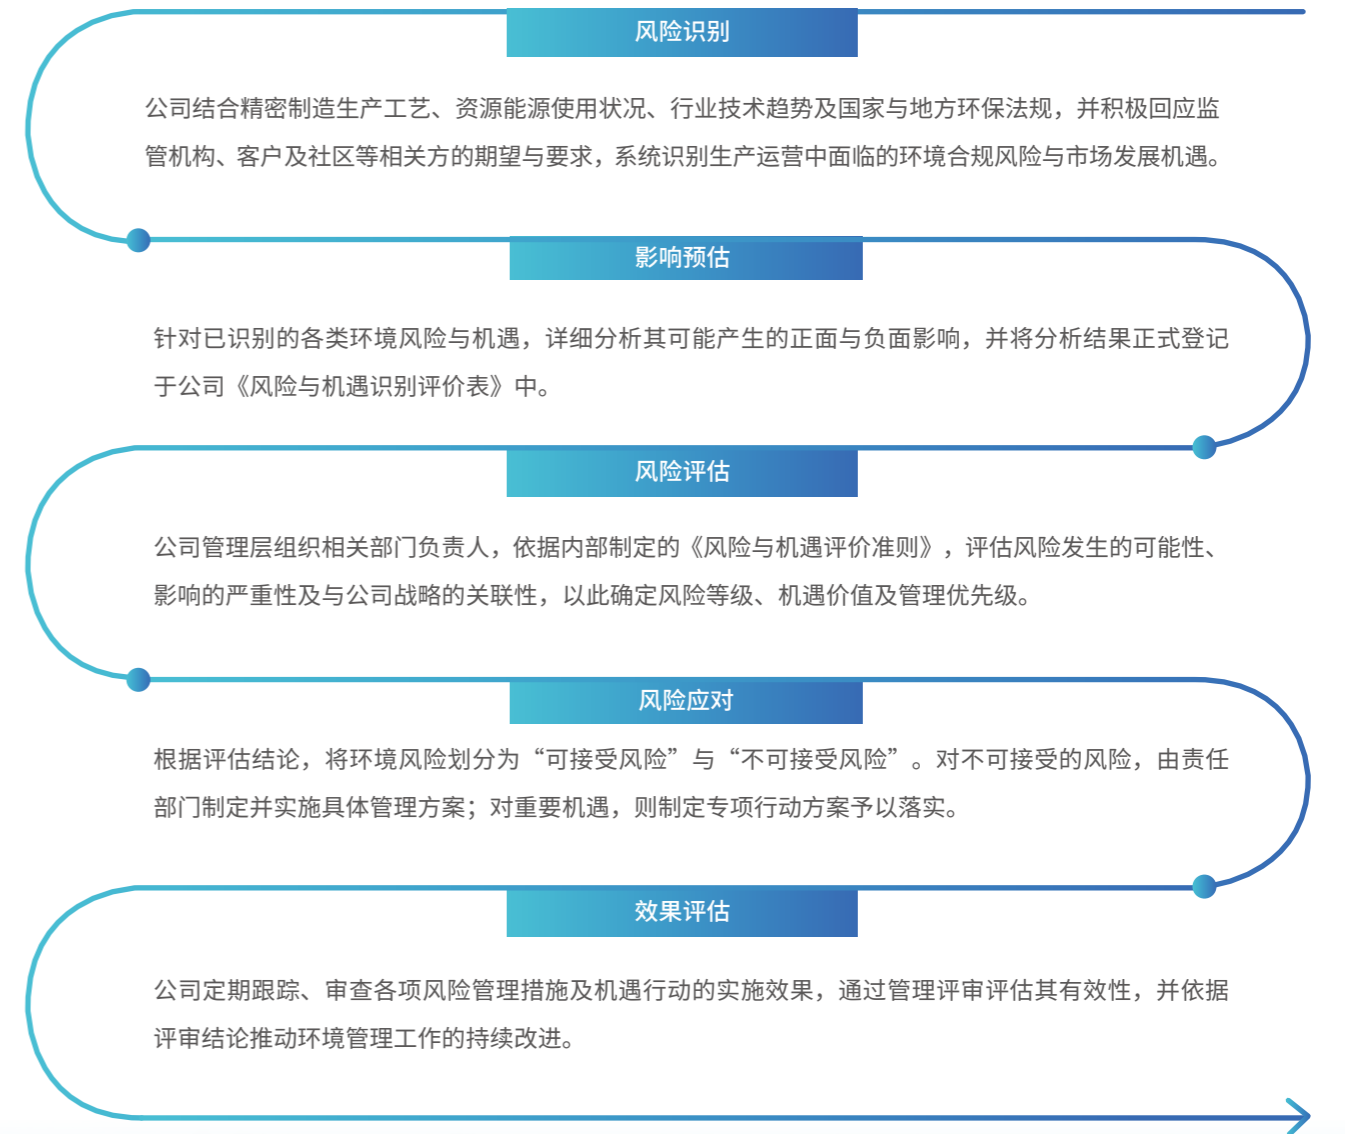 风险识别
公司结合精密制造生产工艺、资源能源使用状况、行业技术趋势及国家与地方环保法规，并积极回应监
管机构、客户及社区等相关方的期望与要求，系统识别生产运营中面临的环境合规风险与市场发展机遇。
影响预估
针对已识别的各类环境风险与机遇，详细分析其可能产生的正面与负面影响，并将分析结果正式登记
于公司《风险与机遇识别评价表》中。
风险评估
公司管理层组织相关部门负责人，依据内部制定的《风险与机遇评价准则》，评估风险发生的可能性、
影响的严重性及与公司战略的关联性，以此确定风险等级、机遇价值及管理优先级。
风险应对
根据评估结论，将环境风险划分为“可接受风险”与“不可接受风险”。对不可接受的风险，由责任
部门制定并实施具体管理方案；对重要机遇，则制定专项行动方案予以落实。
效果评估
公司定期跟踪、审查各项风险管理措施及机遇行动的实施效果，通过管理评审评估其有效性，并依据
评审结论推动环境管理工作的持续改进。